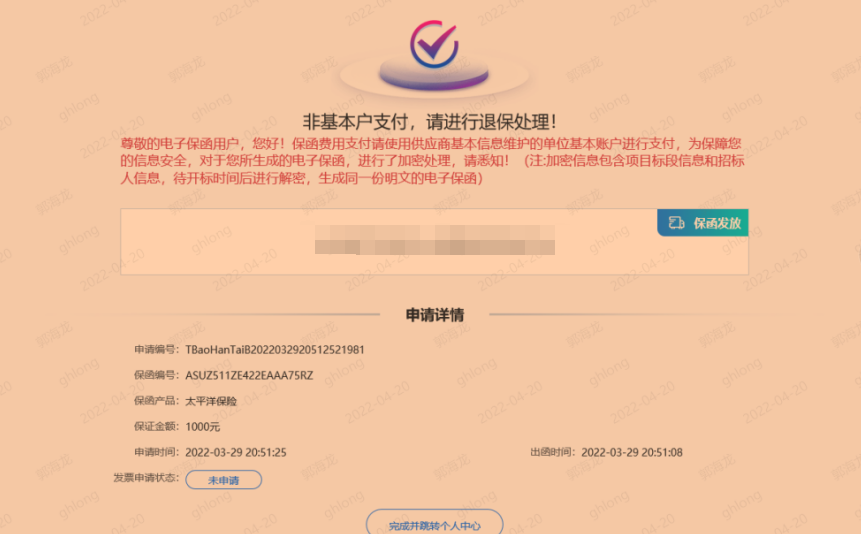 非基本户支付，请进行退保处理！
尊敬的电子保函用户，您好！保函费用支付请使用供应商基本信息维护的单位基本账户进行支付，为保障您
的信息安全，对于您所生成的电子保函，进行了加密处理，请悉知！（注:加密信息包含项目标段信息和招标
人信息，待开标时间后进行解密，生成同一份明文的电子保函）
保函发放
申请详情
申请编号：TBaoHanTaiB2022032920512521981
保函编号：ASUZ511ZE422EAAA75RZ
保函产品：太平洋保险
保证金额：1000元
申请时间：2022-03-29 20:51:25 出函时间：2022-03-29 20:51:08
发票申请状态：未申请
完成并跳转个人中心
郭海龙
ghlong
2022-04-20